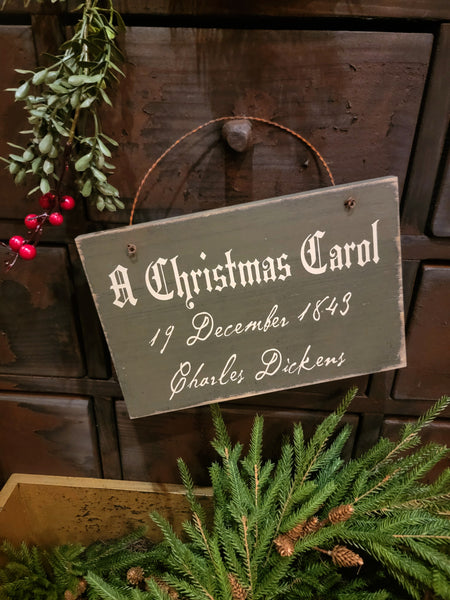 A Christmas Carol
19 December 1843
Charles Dickens